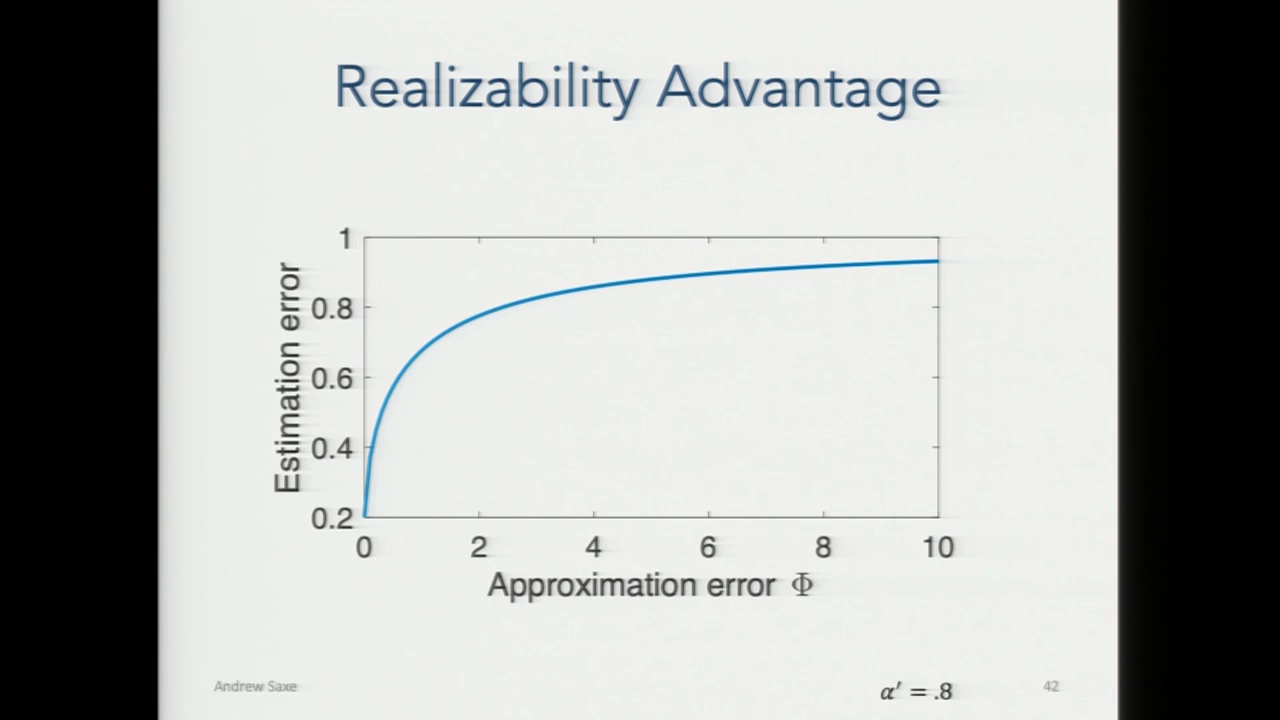 Realizability Advantage
1
0.8
0.6
0.4
0.2
Estimation error
0 2 4 6 8 10
Approximation error Φ
Andrew Saxe
α′ = .8
42